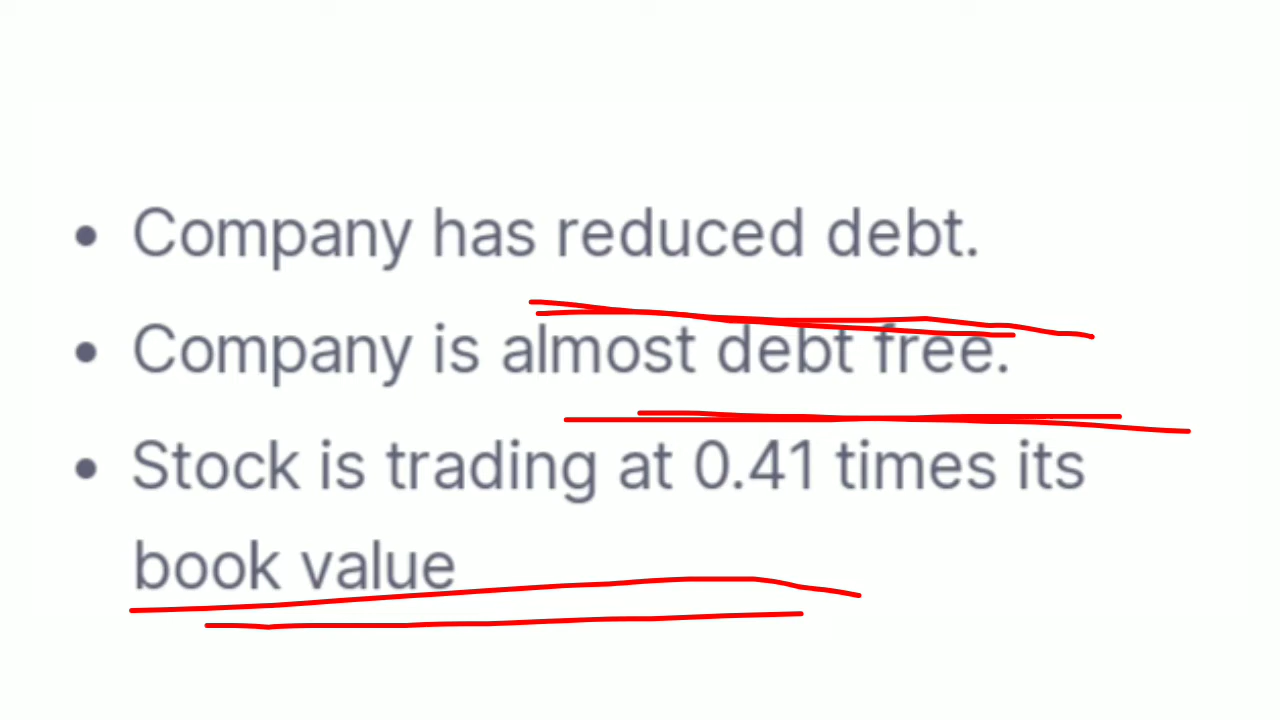 • Company has reduced debt.
• Company is almost debt free.
• Stock is trading at 0.41 times its
book value